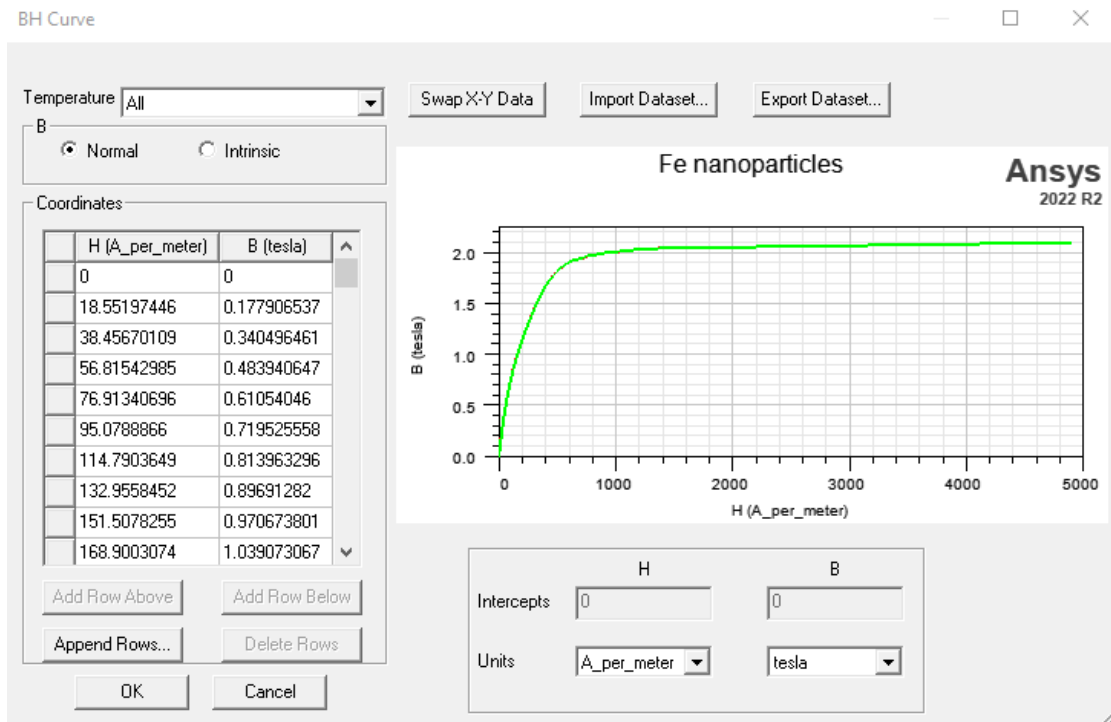 BH Curve
Temperature All
Swap X-Y Data Import Dataset... Export Dataset...
B
Normal Intrinsic
Coordinates
H (A_per_meter) B (tesla)
0 0
18.55197446 0.177906537
38.45670109 0.340496461
56.81542985 0.483940647
76.91340696 0.61054046
95.0788866 0.719525558
114.7903649 0.813963296
132.9558452 0.89691282
151.5078255 0.970673801
168.9003074 1.039073067
Add Row Above Add Row Below
Append Rows... Delete Rows
OK Cancel
Fe nanoparticles
Ansys
2022 R2
B (tesla)
2.0
1.5
1.0
0.5
0.0
0 1000 2000 3000 4000 5000
H (A_per_meter)
H B
Intercepts 0 0
Units A_per_meter tesla